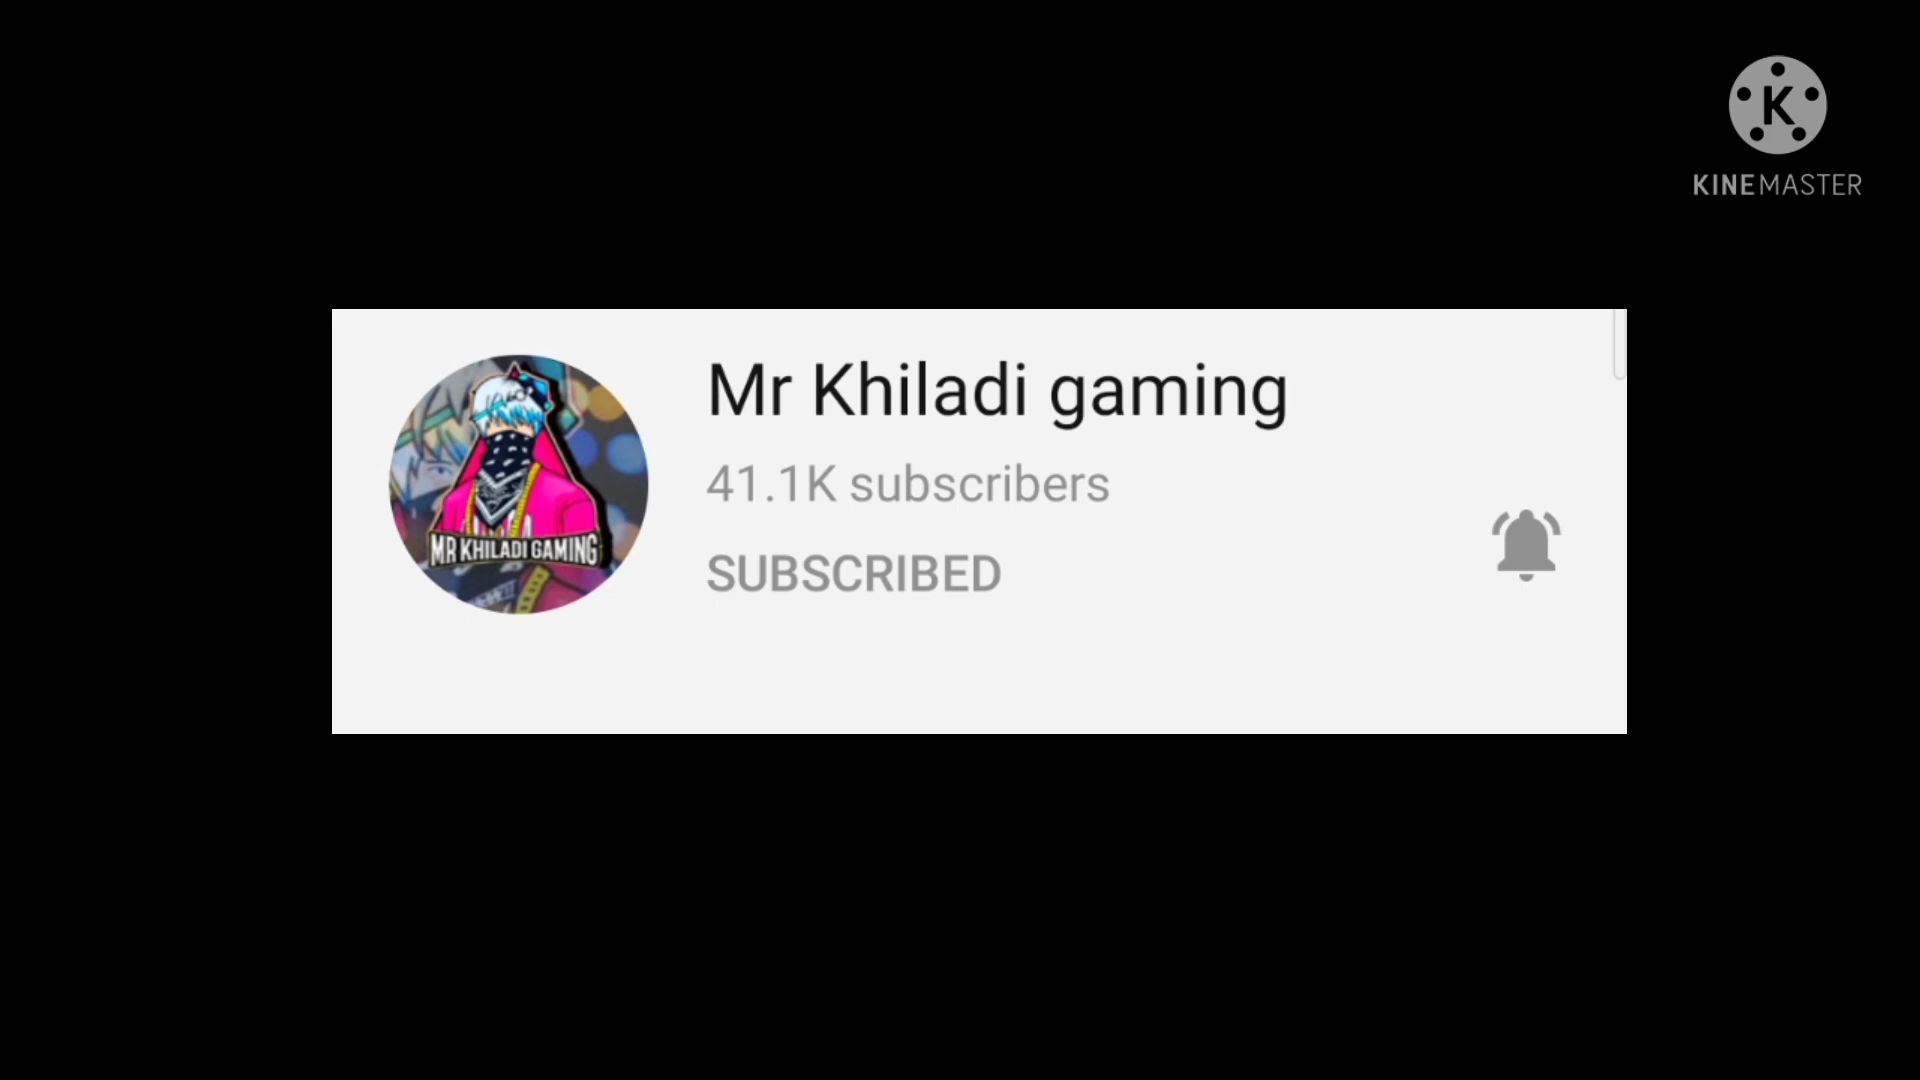 K
KINEMASTER
Mr Khiladi gaming
41.1K subscribers
SUBSCRIBED
MR KHILADI GAMING